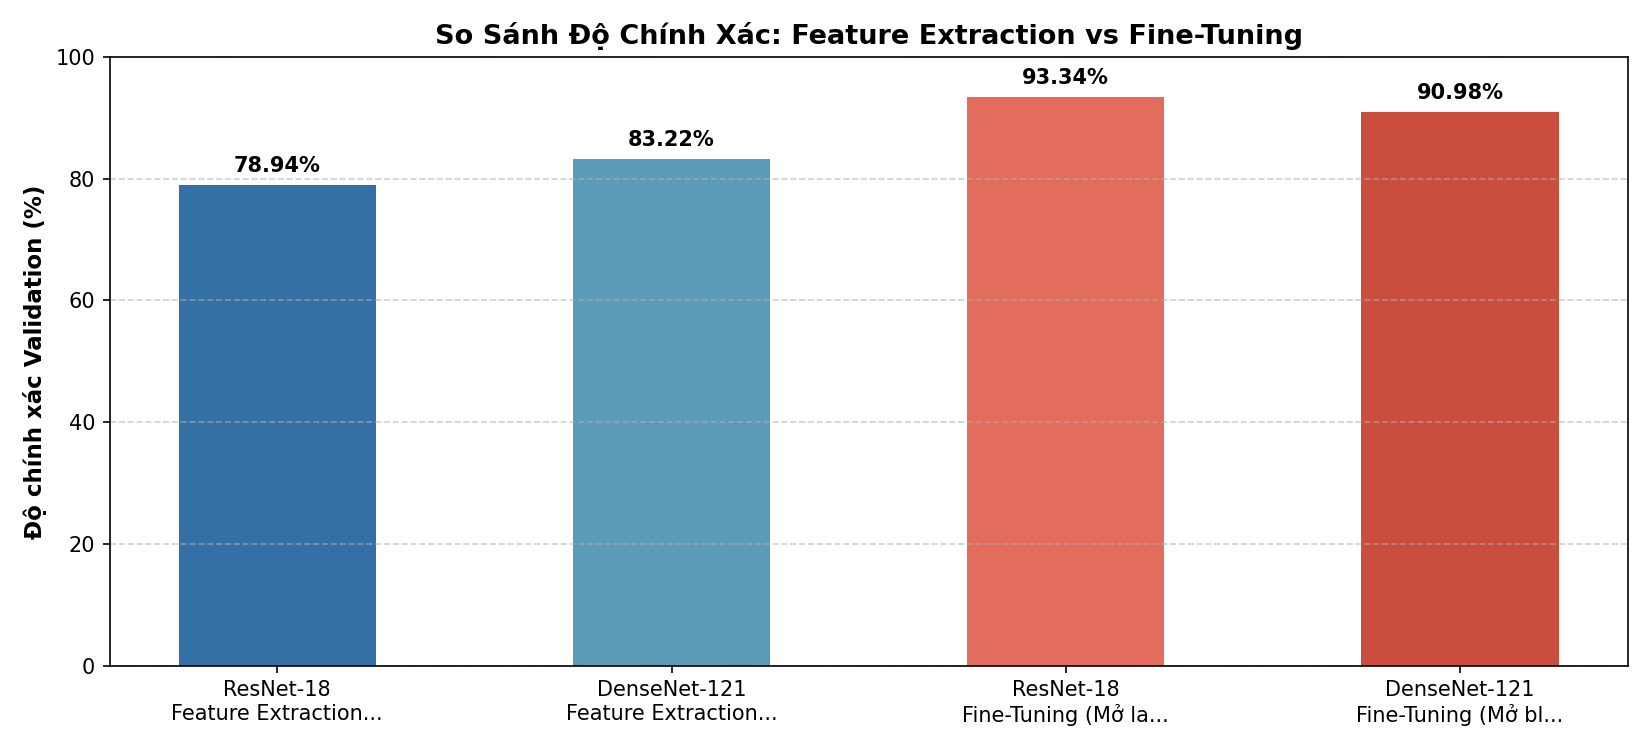 So Sánh Độ Chính Xác: Feature Extraction vs Fine-Tuning
Độ chính xác Validation (%)
100
80
60
40
20
0
78.94%
83.22%
93.34%
90.98%
ResNet-18
Feature Extraction...
DenseNet-121
Feature Extraction...
ResNet-18
Fine-Tuning (Mở la...
DenseNet-121
Fine-Tuning (Mở bl...